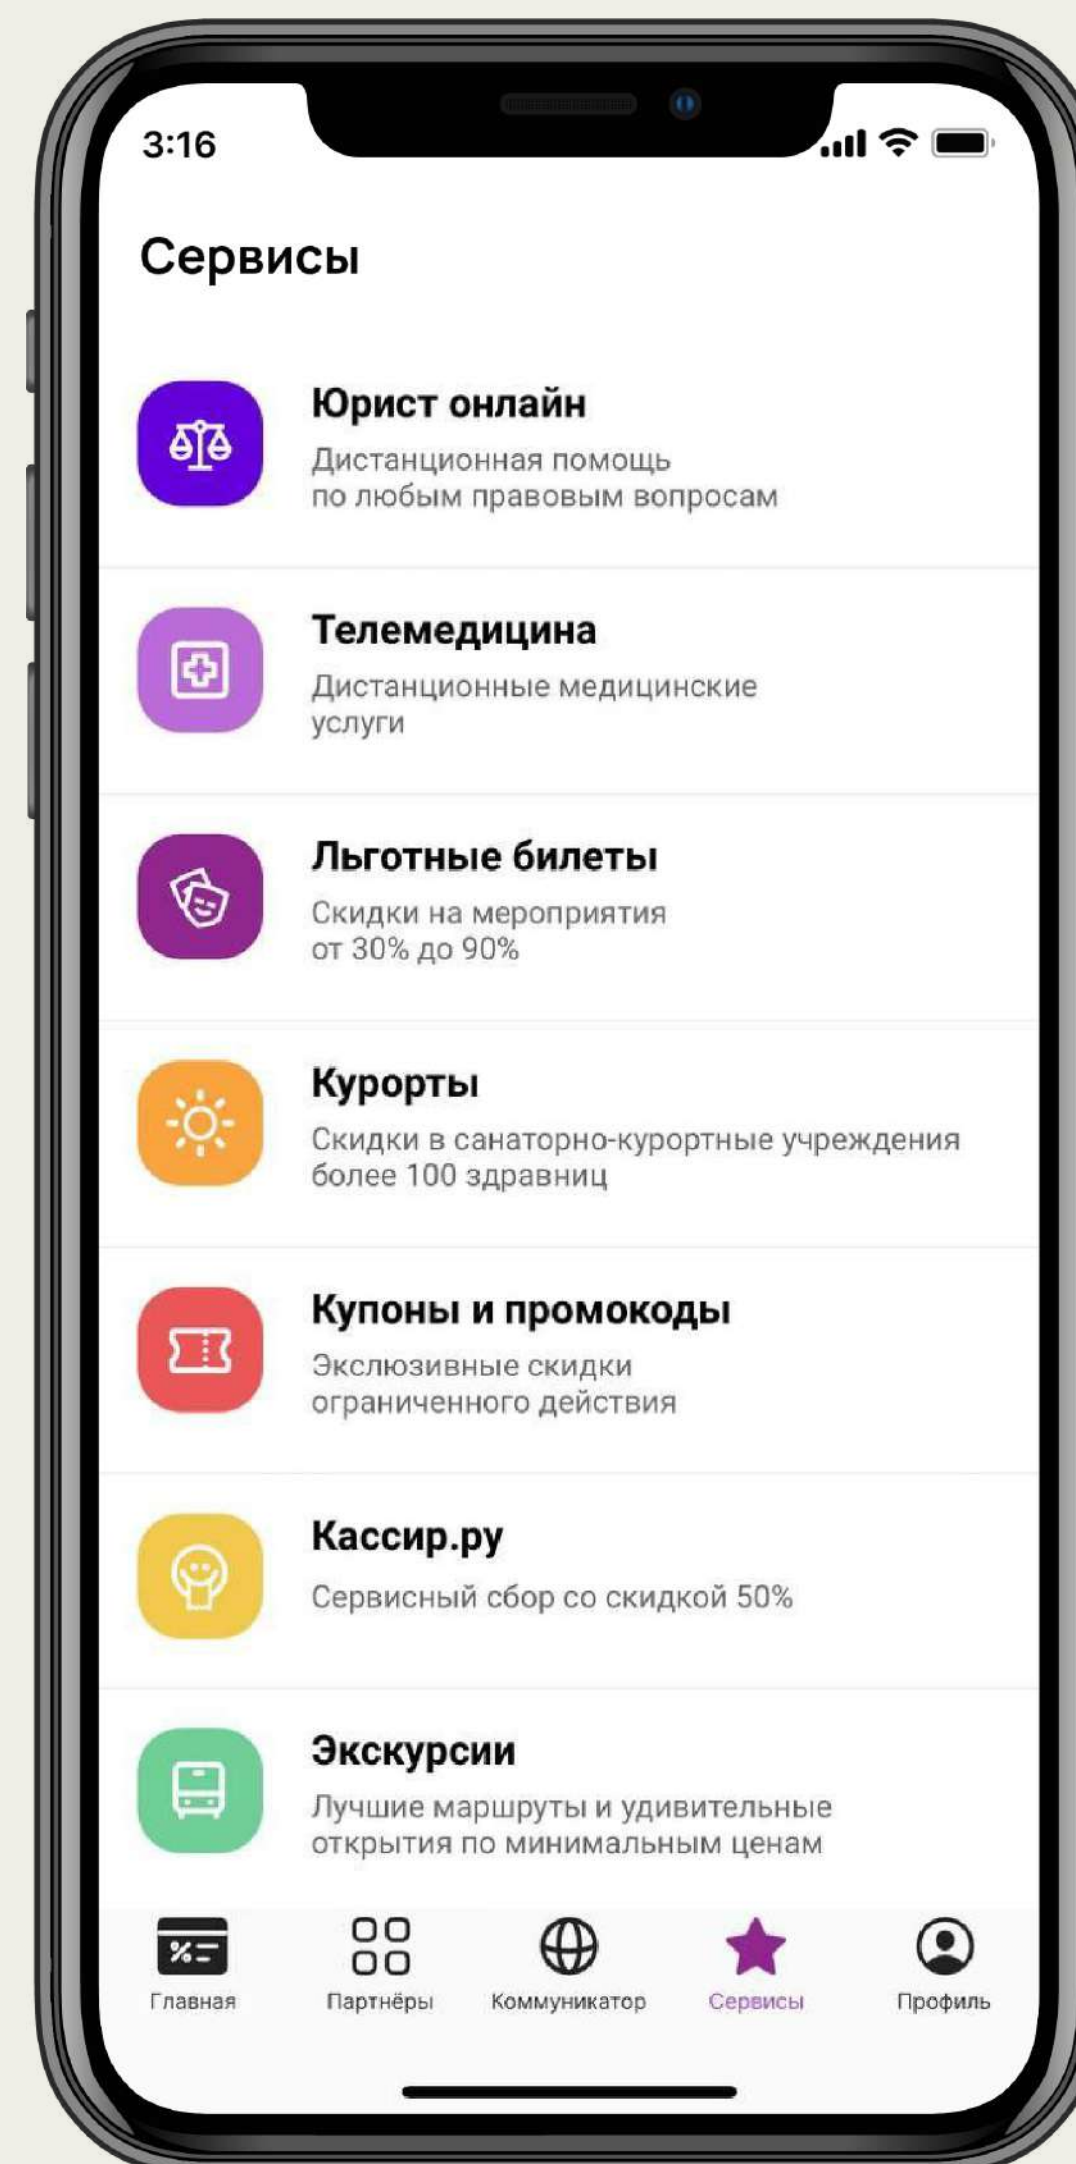 3:16
Сервисы
Юрист онлайн
Дистанционная помощь
по любым правовым вопросам
Телемедицина
Дистанционные медицинские
услуги
Льготные билеты
Скидки на мероприятия
от 30% до 90%
Курорты
Скидки в санаторно-курортные учреждения
более 100 здравниц
Купоны и промокоды
Экслюзивные скидки
ограниченного действия
Кассир.ру
Сервисный сбор со скидкой 50%
Экскурсии
Лучшие маршруты и удивительные
открытия по минимальным ценам
Главная Партнёры Коммуникатор Сервисы Профиль